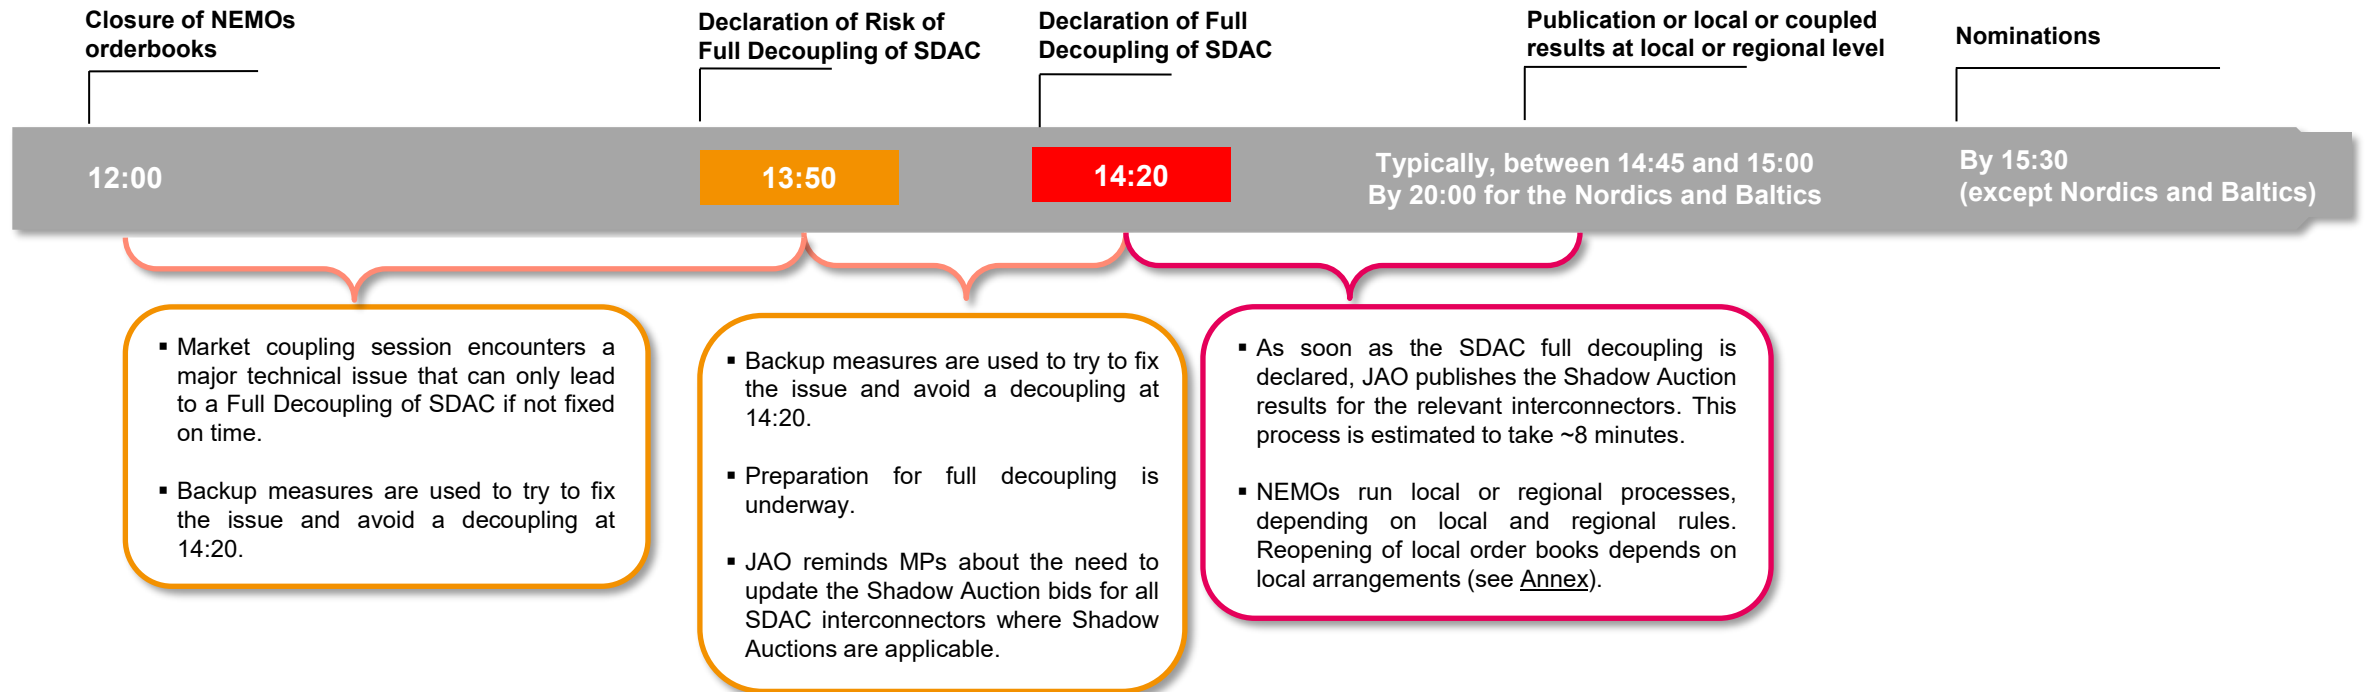 Closure of NEMOs
orderbooks
Declaration of Risk of
Full Decoupling of SDAC
Declaration of Full
Decoupling of SDAC
Publication or local or coupled
results at local or regional level
Nominations
12:00
13:50
14:20
Typically, between 14:45 and 15:00
By 20:00 for the Nordics and Baltics
By 15:30
(except Nordics and Baltics)
▪ Market coupling session encounters a
major technical issue that can only lead
to a Full Decoupling of SDAC if not fixed
on time.
▪ Backup measures are used to try to fix
the issue and avoid a decoupling at
14:20.
▪ Backup measures are used to try to fix
the issue and avoid a decoupling at
14:20.
▪ Preparation for full decoupling is
underway.
▪ JAO reminds MPs about the need to
update the Shadow Auction bids for all
SDAC interconnectors where Shadow
Auctions are applicable.
▪ As soon as the SDAC full decoupling is
declared, JAO publishes the Shadow Auction
results for the relevant interconnectors. This
process is estimated to take ~8 minutes.
▪ NEMOs run local or regional processes,
depending on local and regional rules.
Reopening of local order books depends on
local arrangements (see Annex).